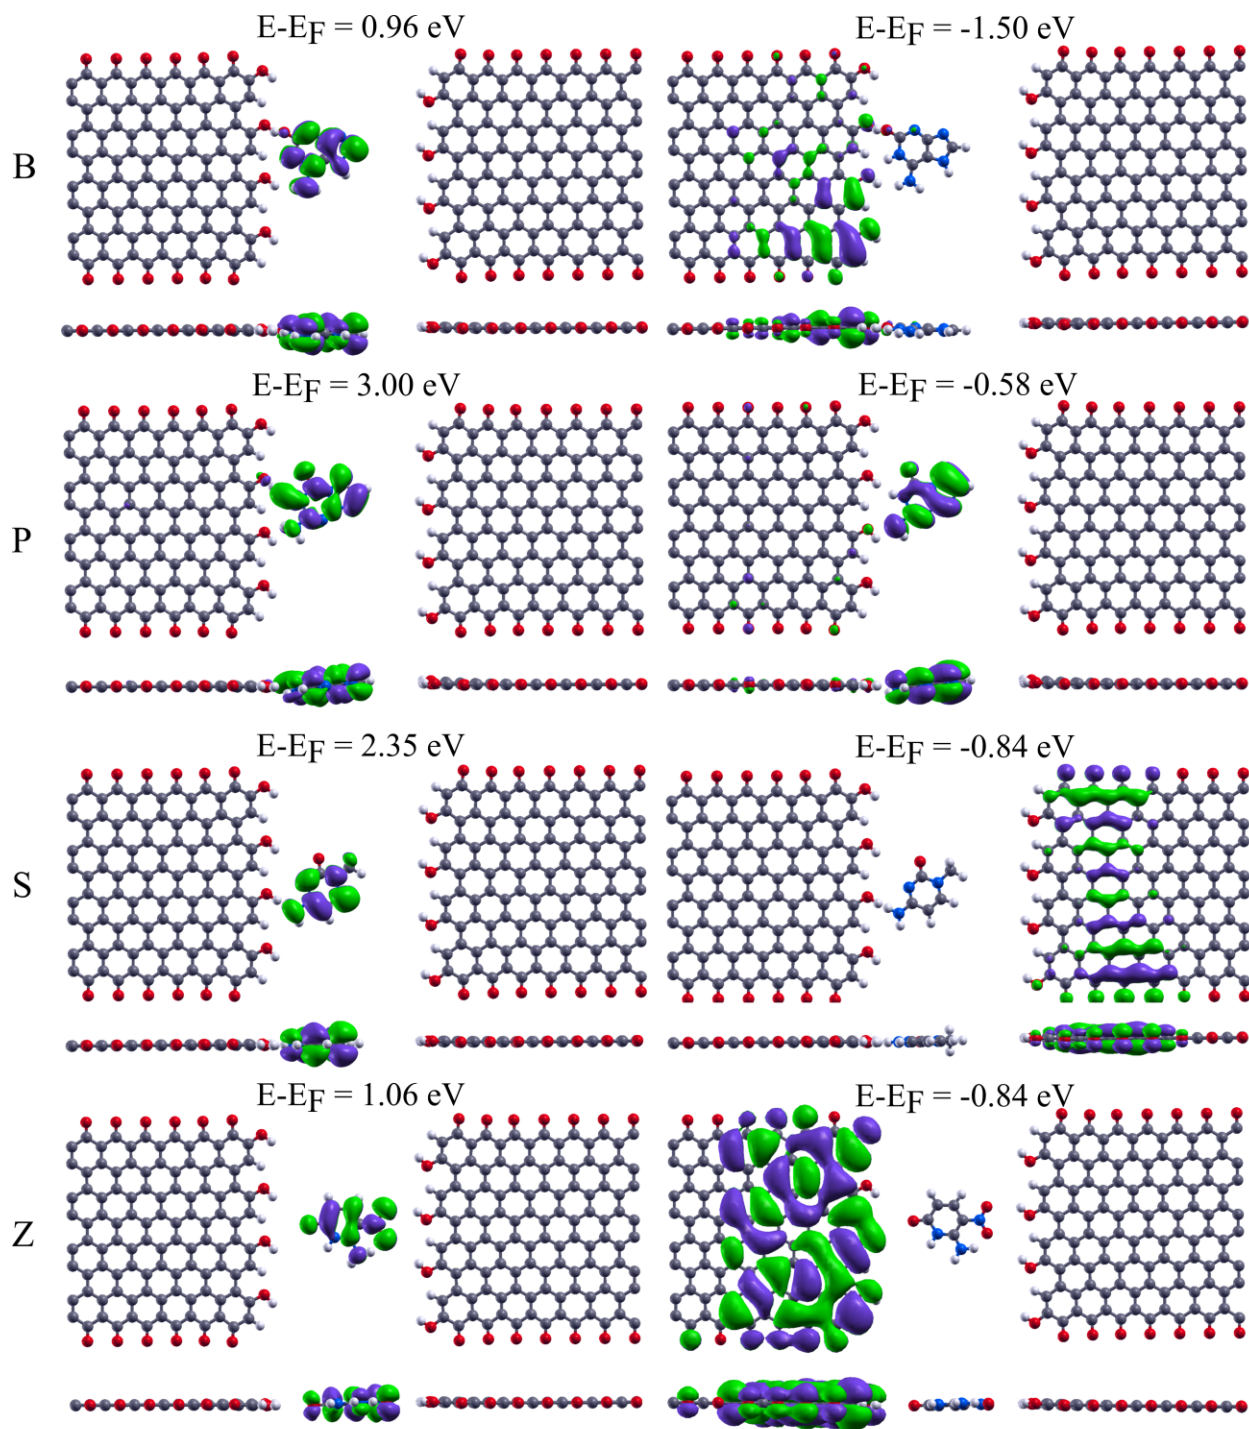 E-EF = 0.96 eV E-EF = -1.50 eV
B
E-EF = 3.00 eV E-EF = -0.58 eV
P
E-EF = 2.35 eV E-EF = -0.84 eV
S
E-EF = 1.06 eV E-EF = -0.84 eV
Z